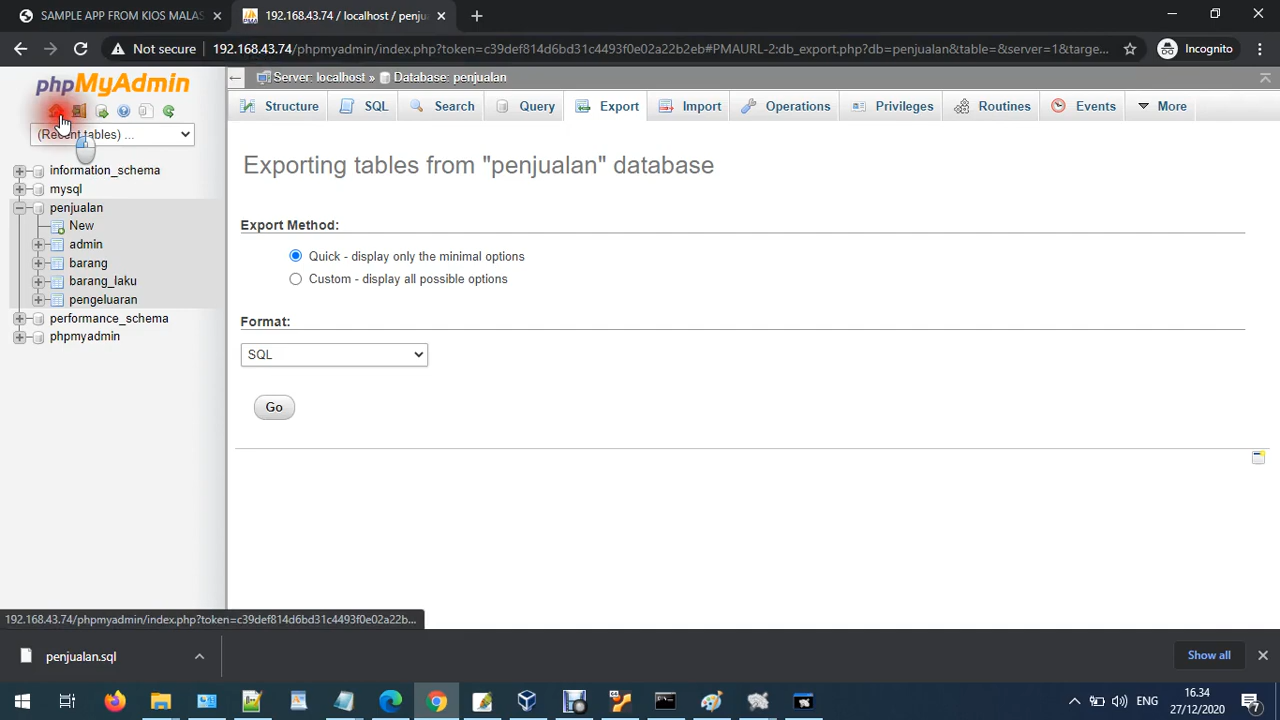 SAMPLE APP FROM KIOS MALAS
192.168.43.74 / localhost / penju
Not secure
192.168.43.74/phpmyadmin/index.php?token=c39def614d6bd31c4493f0e02a22b2eb#PMAURL-2:db_export.php?db=penjualan&table=&server=1&targe...
Incognito
phpMyAdmin
(Recent tables) ...
information_schema
mysql
penjualan
New
admin
barang
barang_laku
pengeluaran
performance_schema
phpmyadmin
Server: localhost » Database: penjualan
Structure SQL Search Query Export Import Operations Privileges Routines Events More
Exporting tables from "penjualan" database
Export Method:
Quick - display only the minimal options
Custom - display all possible options
Format:
SQL
Go
192.168.43.74/phpmyadmin/index.php?token=c39def614d6bd31c4493f0e02a22b...
penjualan.sql
Show all
ENG
16.34
27/12/2020
7